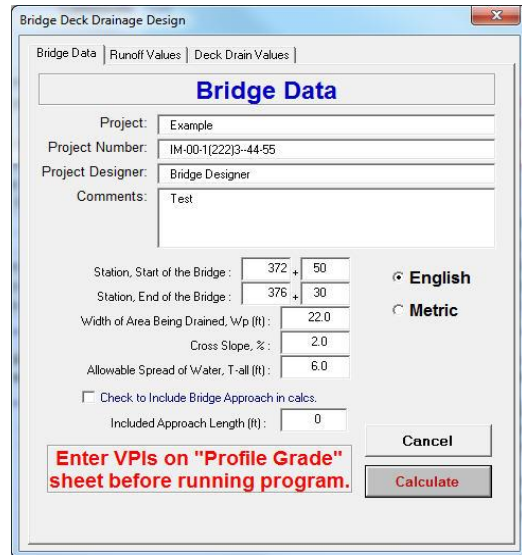 Bridge Deck Drainage Design
Bridge Data Runoff Values Deck Drain Values
Bridge Data
Project: Example
Project Number: IM-00-1(222)3--44-55
Project Designer: Bridge Designer
Comments: Test
Station, Start of the Bridge : 372 + 50
Station, End of the Bridge : 376 + 30
Width of Area Being Drained, Wp (ft) : 22.0
Cross Slope, % : 2.0
Allowable Spread of Water, T-all (ft) : 6.0
English
Metric
Check to Include Bridge Approach in calcs.
Included Approach Length (ft) : 0
Enter VPIs on "Profile Grade"
sheet before running program.
Cancel
Calculate